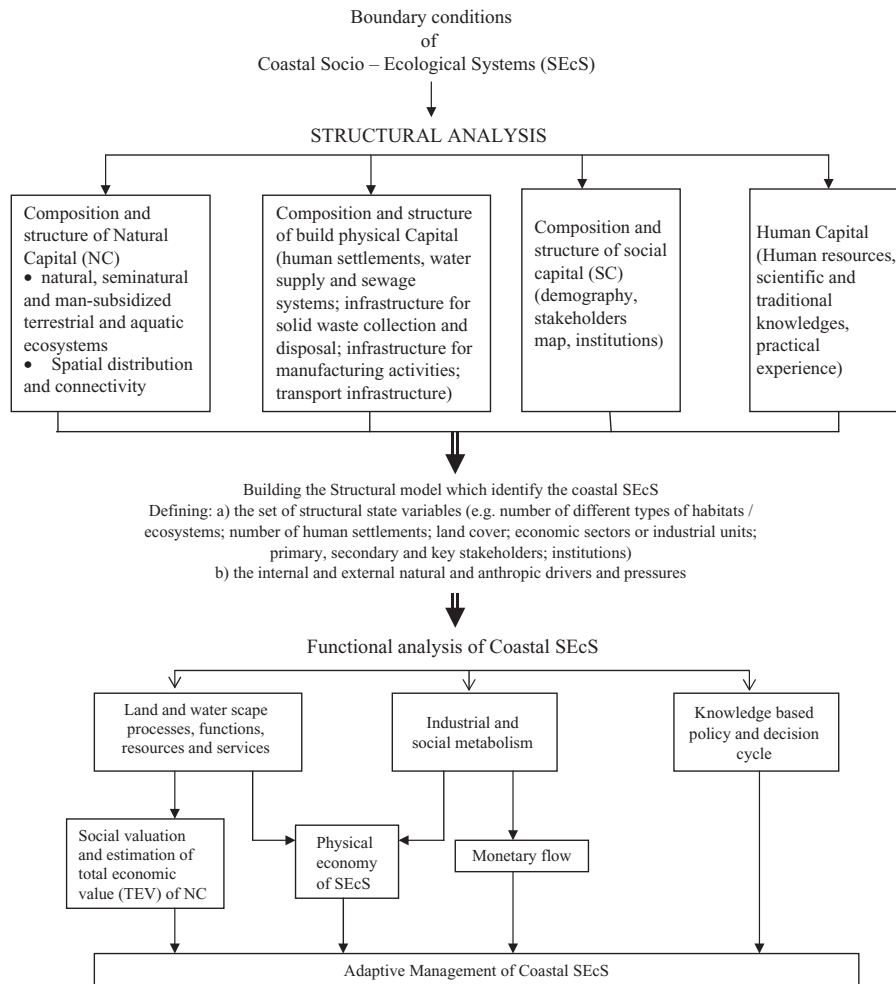 Boundary conditions
of
Coastal Socio – Ecological Systems (SEcS)
STRUCTURAL ANALYSIS
Composition and
structure of Natural
Capital (NC)
• natural, seminatural
and man-subsidized
terrestrial and aquatic
ecosystems
• Spatial distribution
and connectivity
Composition and structure
of build physical Capital
(human settlements, water
supply and sewage
systems; infrastructure for
solid waste collection and
disposal; infrastructure for
manufacturing activities;
transport infrastructure)
Composition and
structure of social
capital (SC)
(demography,
stakeholders
map, institutions)
Human Capital
(Human resources,
scientific and
traditional
knowledges,
practical
experience)
Building the Structural model which identify the coastal SEcS
Defining: a) the set of structural state variables (e.g. number of different types of habitats /
ecosystems; number of human settlements; land cover; economic sectors or industrial units;
primary, secondary and key stakeholders; institutions)
b) the internal and external natural and anthropic drivers and pressures
Functional analysis of Coastal SEcS
Land and water scape
processes, functions,
resources and services
Industrial and
social metabolism
Knowledge based
policy and decision
cycle
Social valuation
and estimation of
total economic
value (TEV) of NC
Physical
economy
of SEcS
Monetary flow
Adaptive Management of Coastal SEcS